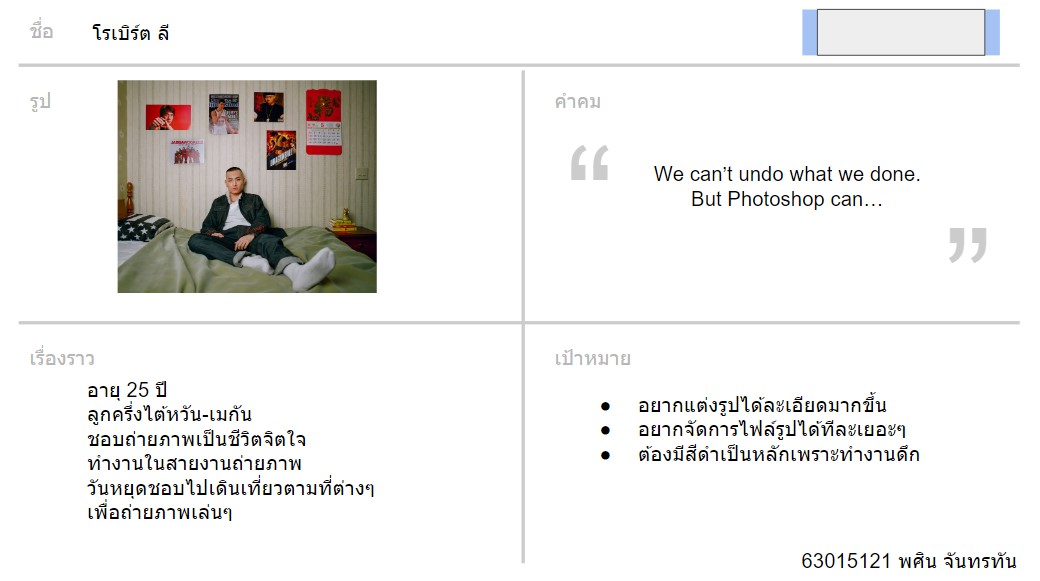 ชื่อ
โรเบิร์ต ลี
รูป
คำคม
“
We can’t undo what we done.
But Photoshop can…
”
เรื่องราว
อายุ 25 ปี
ลูกครึ่งไต้หวัน-เมกัน
ชอบถ่ายภาพเป็นชีวิตจิตใจ
ทำงานในสายงานถ่ายภาพ
วันหยุดชอบไปเดินเที่ยวตามที่ต่างๆ
เพื่อถ่ายภาพเล่นๆ
เป้าหมาย
● อยากแต่งรูปได้ละเอียดมากขึ้น
● อยากจัดการไฟล์รูปได้ทีละเยอะๆ
● ต้องมีสีดำเป็นหลักเพราะทำงานดึก
63015121 พศิน จันทรทัน